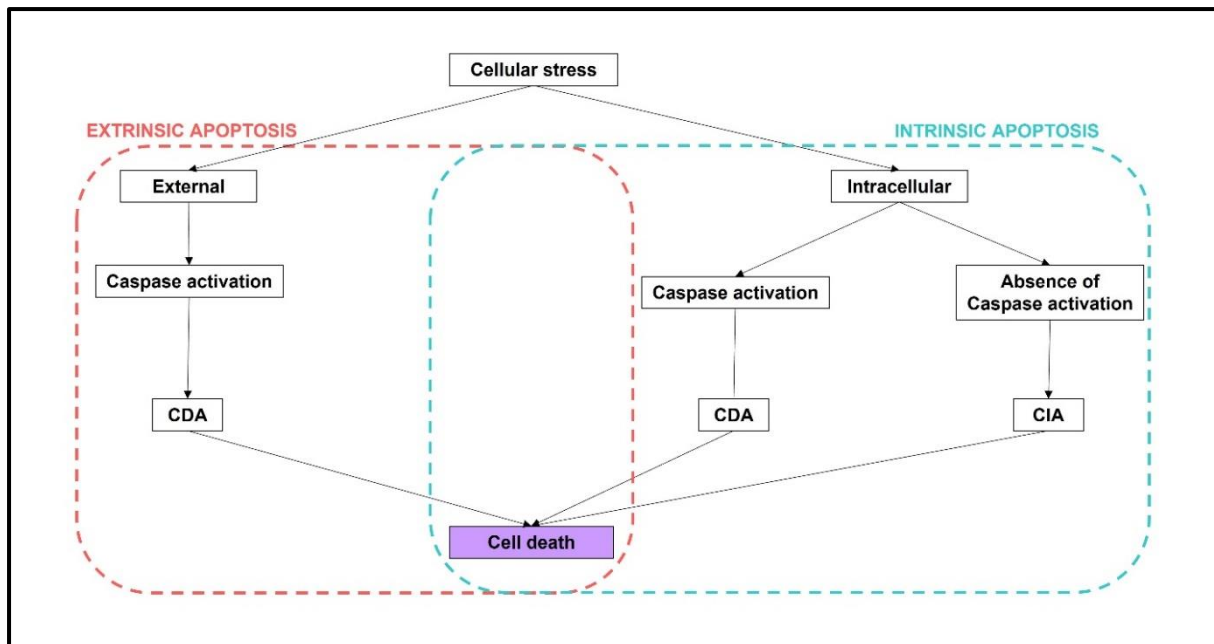 Cellular stress
EXTRINSIC APOPTOSIS
INTRINSIC APOPTOSIS
External
Intracellular
Caspase activation
Caspase activation
Absence of
Caspase activation
CDA
CDA
CIA
Cell death